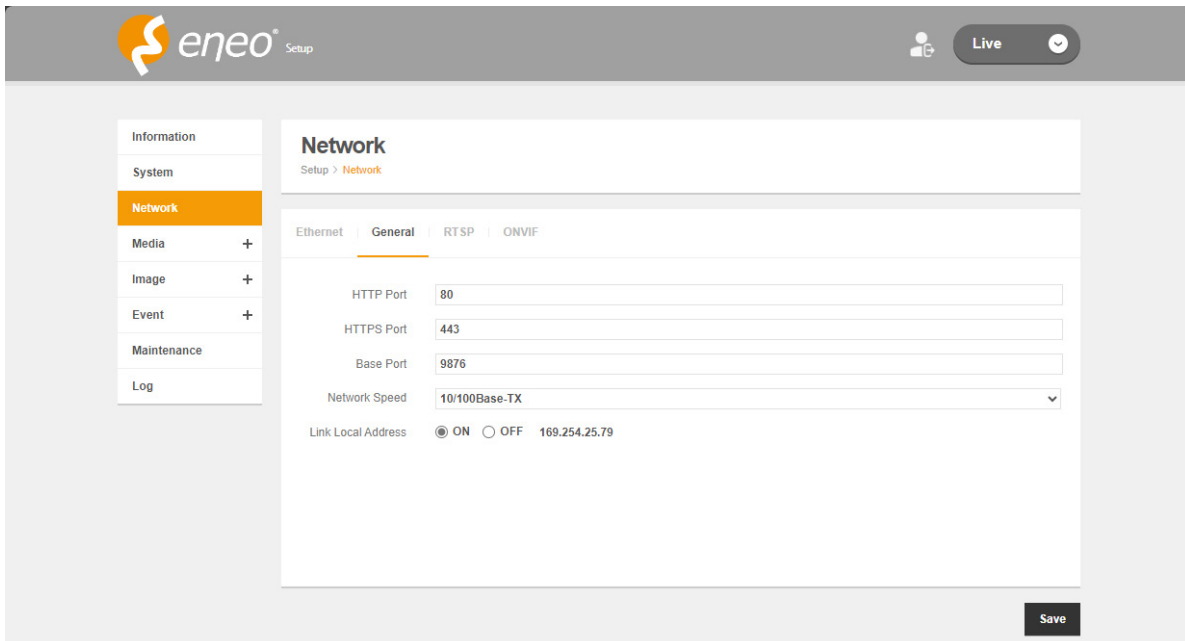 eneo® Setup
Live
Information
System
Network
Media +
Image +
Event +
Maintenance
Log
Network
Setup > Network
Ethernet | General | RTSP | ONVIF
HTTP Port 80
HTTPS Port 443
Base Port 9876
Network Speed 10/100Base-TX
Link Local Address ON OFF 169.254.25.79
Save